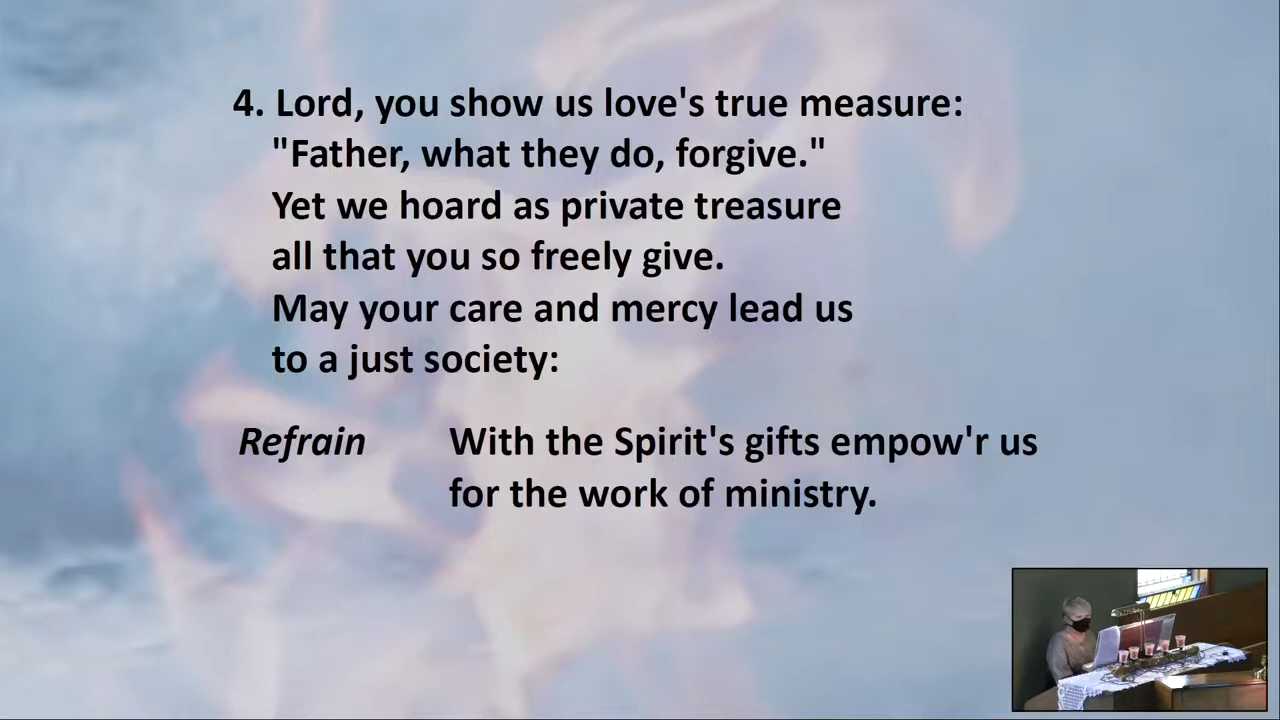 4. Lord, you show us love's true measure:
"Father, what they do, forgive."
Yet we hoard as private treasure
all that you so freely give.
May your care and mercy lead us
to a just society:
Refrain With the Spirit's gifts empow'r us
for the work of ministry.